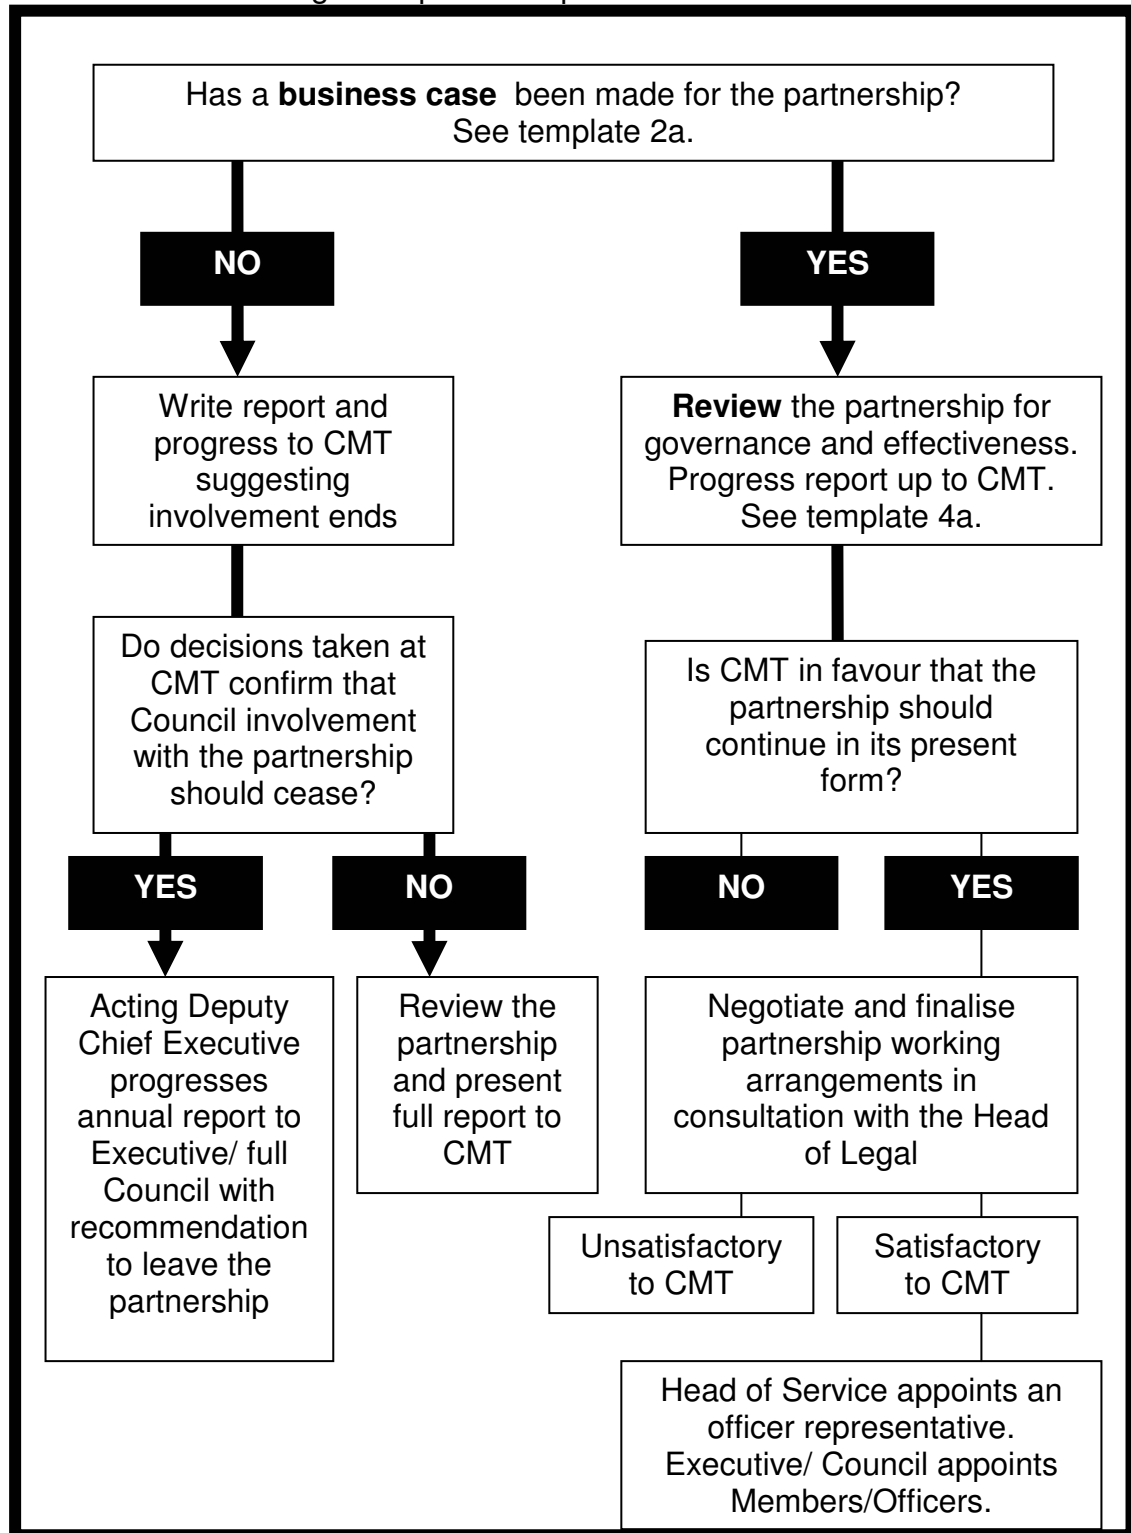 Has a business case been made for the partnership?
See template 2a.
NO
YES
Write report and
progress to CMT
suggesting
involvement ends
Review the partnership for
governance and effectiveness.
Progress report up to CMT.
See template 4a.
Do decisions taken at
CMT confirm that
Council involvement
with the partnership
should cease?
Is CMT in favour that the
partnership should
continue in its present
form?
YES
NO
NO
YES
Acting Deputy
Chief Executive
progresses
annual report to
Executive/ full
Council with
recommendation
to leave the
partnership
Review the
partnership
and present
full report to
CMT
Negotiate and finalise
partnership working
arrangements in
consultation with the Head
of Legal
Unsatisfactory
to CMT
Satisfactory
to CMT
Head of Service appoints an
officer representative.
Executive/ Council appoints
Members/Officers.